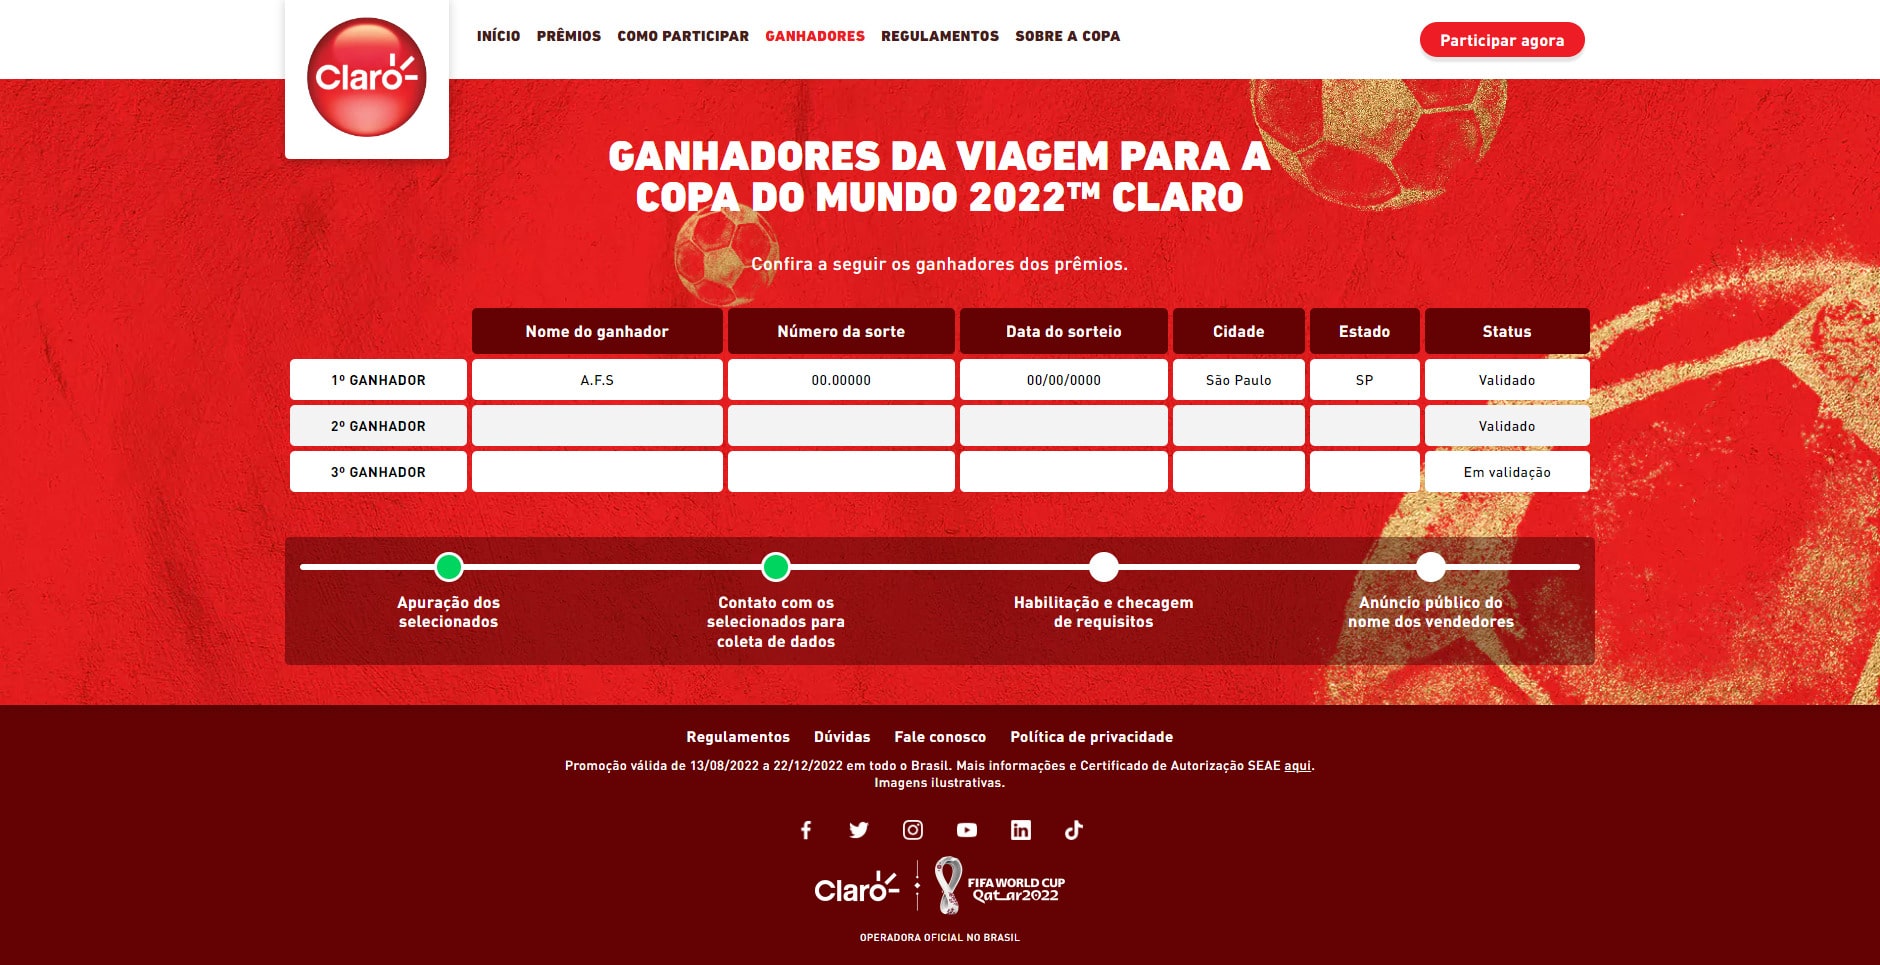 Claro
INÍCIO PRÊMIOS COMO PARTICIPAR GANHADORES REGULAMENTOS SOBRE A COPA
Participar agora
GANHADORES DA VIAGEM PARA A
COPA DO MUNDO 2022™ CLARO
Confira a seguir os ganhadores dos prêmios.
Nome do ganhador Número da sorte Data do sorteio Cidade Estado Status
1º GANHADOR A.F.S 00.00000 00/00/0000 São Paulo SP Validado
2º GANHADOR Validado
3º GANHADOR Em validação
Apuração dos
selecionados
Contato com os
selecionados para
coleta de dados
Habilitação e checagem
de requisitos
Anúncio público do
nome dos vendedores
Regulamentos Dúvidas Fale conosco Política de privacidade
Promoção válida de 13/08/2022 a 22/12/2022 em todo o Brasil. Mais informações e Certificado de Autorização SEAE aqui.
Imagens ilustrativas.
Claro
FIFA WORLD CUP
Qatar2022
OPERADORA OFICIAL NO BRASIL